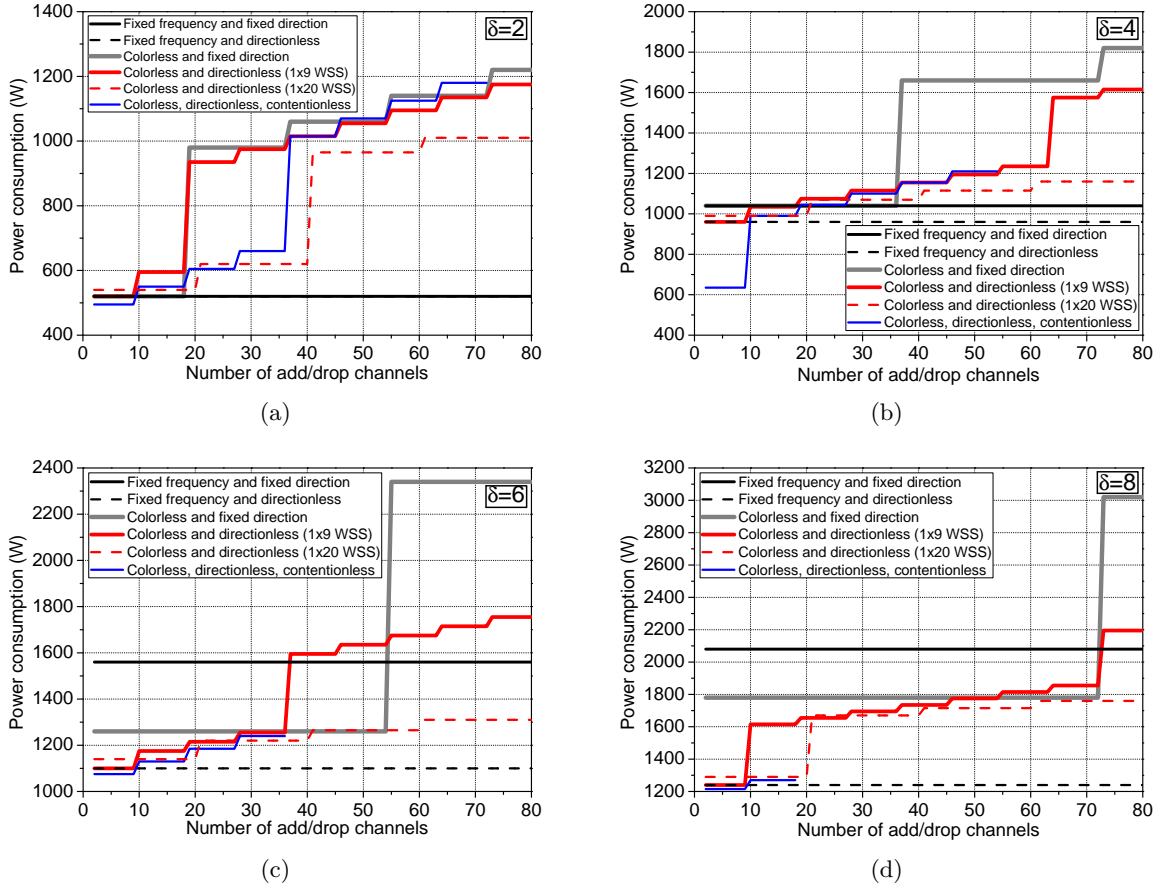 1400
1200
1000
800
600
400
Power consumption (W)
Fixed frequency and fixed direction
Fixed frequency and directionless
Colorless and fixed direction
Colorless and directionless (1x9 WSS)
Colorless and directionless (1x20 WSS)
Colorless, directionless, contentionless
δ=2
0 10 20 30 40 50 60 70 80
Number of add/drop channels
(a)
2000
1800
1600
1400
1200
1000
800
600
400
Power consumption (W)
δ=4
Fixed frequency and fixed direction
Fixed frequency and directionless
Colorless and fixed direction
Colorless and directionless (1x9 WSS)
Colorless and directionless (1x20 WSS)
Colorless, directionless, contentionless
0 10 20 30 40 50 60 70 80
Number of add/drop channels
(b)
2400
2200
2000
1800
1600
1400
1200
1000
Power consumption (W)
Fixed frequency and fixed direction
Fixed frequency and directionless
Colorless and fixed direction
Colorless and directionless (1x9 WSS)
Colorless and directionless (1x20 WSS)
Colorless, directionless, contentionless
δ=6
0 10 20 30 40 50 60 70 80
Number of add/drop channels
(c)
3200
3000
2800
2600
2400
2200
2000
1800
1600
1400
1200
Power consumption (W)
Fixed frequency and fixed direction
Fixed frequency and directionless
Colorless and fixed direction
Colorless and directionless (1x9 WSS)
Colorless and directionless (1x20 WSS)
Colorless, directionless, contentionless
δ=8
0 10 20 30 40 50 60 70 80
Number of add/drop channels
(d)